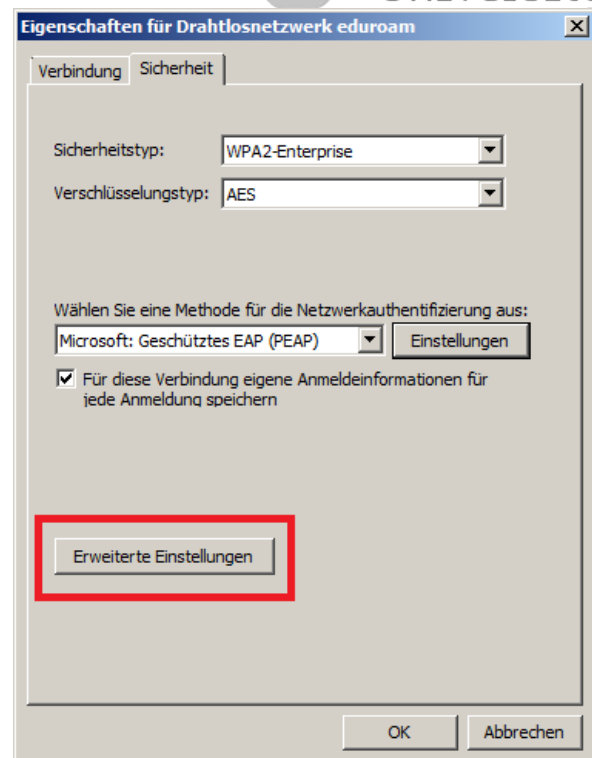 Eigenschaften für Drahtlosnetzwerk eduroam
Verbindung Sicherheit
Sicherheitstyp: WPA2-Enterprise
Verschlüsselungstyp: AES
Wählen Sie eine Methode für die Netzwerkauthentifizierung aus:
Microsoft: Geschütztes EAP (PEAP) Einstellungen
Für diese Verbindung eigene Anmeldeinformationen für
jede Anmeldung speichern
Erweiterte Einstellungen
OK Abbrechen